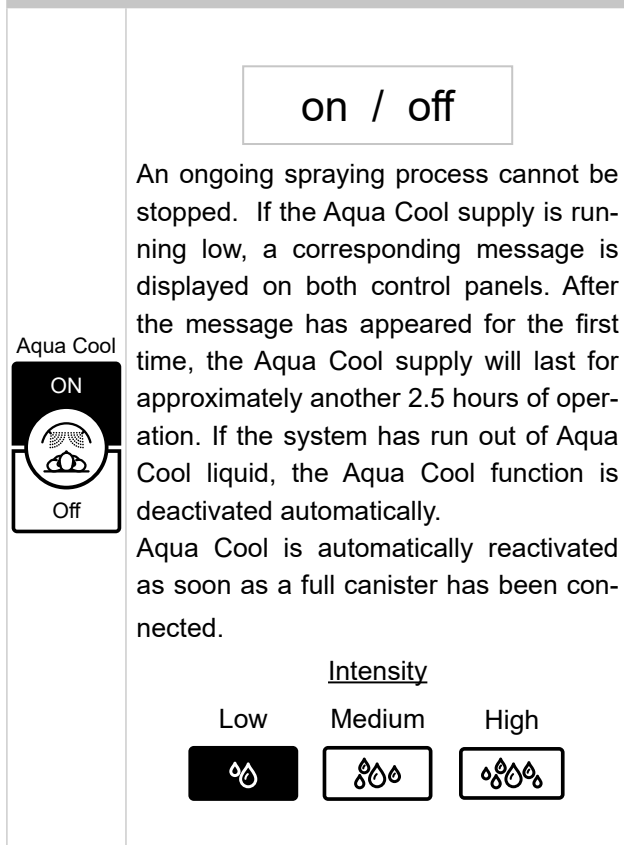 on / off
An ongoing spraying process cannot be
stopped. If the Aqua Cool supply is run-
ning low, a corresponding message is
displayed on both control panels. After
the message has appeared for the first
time, the Aqua Cool supply will last for
approximately another 2.5 hours of oper-
ation. If the system has run out of Aqua
Cool liquid, the Aqua Cool function is
deactivated automatically.
Aqua Cool is automatically reactivated
as soon as a full canister has been con-
nected.
Aqua Cool
ON
Off
Intensity
Low Medium High